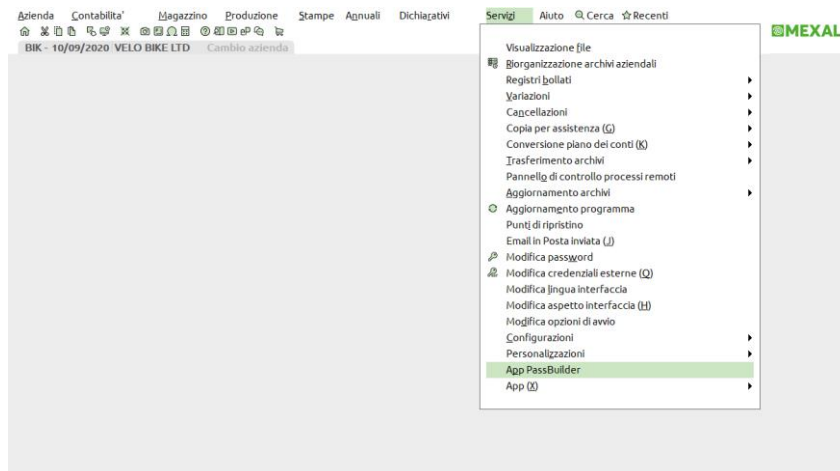 Azienda Contabilita' Magazzino Produzione Stampe Annuali Dichiarativi Servizi Aiuto Cerca Recenti
MEXAL
BIK - 10/09/2020 VELO BIKE LTD Cambio azienda
Visualizzazione file
Riorganizzazione archivi aziendali
Registri bollati
Variazioni
Cancellazioni
Copia per assistenza (G)
Conversione piano dei conti (K)
Trasferimento archivi
Pannello di controllo processi remoti
Aggiornamento archivi
Aggiornamento programma
Punti di ripristino
Email in Posta inviata (J)
Modifica password
Modifica credenziali esterne (Q)
Modifica lingua interfaccia
Modifica aspetto interfaccia (H)
Modifica opzioni di avvio
Configurazioni
Personalizzazioni
App PassBuilder
App (X)